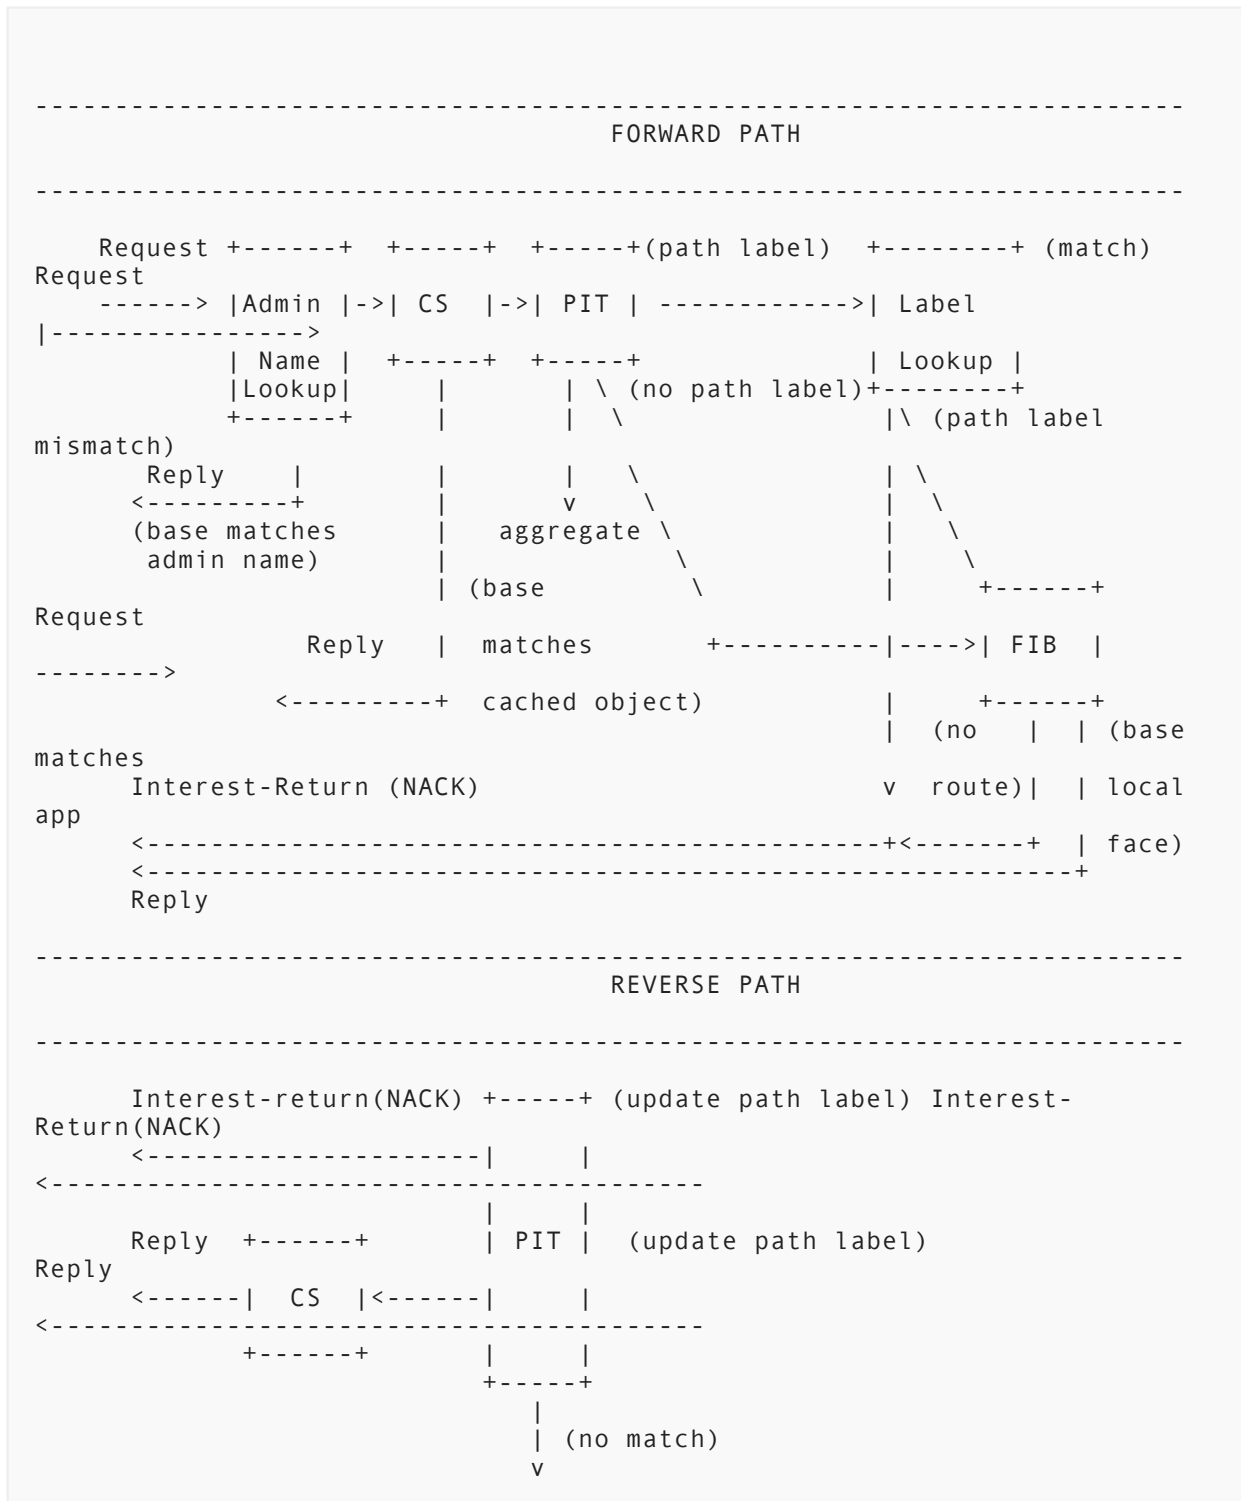 -----------------------------------------------------------------------
                                    FORWARD PATH
-----------------------------------------------------------------------
    Request +------+  +-----+  +-----+(path label)  +--------+ (match)
Request
    ------> |Admin |->| CS  |->| PIT | ------------>| Label
|---------------->
            | Name |  +-----+  +-----+              | Lookup |
            |Lookup|     |       | \ (no path label)+--------+
            +------+     |       |  \                |\ (path label
mismatch)
       Reply    |        |       |   \               | \
      <---------+        |       v    \              |  \
      (base matches      |   aggregate \             |   \
       admin name)       |              \            |    \
                         | (base         \           |     +------+
Request
                 Reply   |  matches       +----------|---->| FIB  |
-------->
               <---------+  cached object)           |     +------+
                                                     |  (no   |  | (base
matches
      Interest-Return (NACK)                         v  route)|  | local
app
      <----------------------------------------------+<-------+  | face)
      <----------------------------------------------------------+
      Reply
-----------------------------------------------------------------------
                                    REVERSE PATH
-----------------------------------------------------------------------
      Interest-return(NACK) +-----+ (update path label) Interest-
Return(NACK)
      <---------------------|     |
<-----------------------------------------
                            |     |
      Reply  +------+       | PIT |  (update path label)
Reply
      <------|  CS  |<------|     |
<-----------------------------------------
             +------+       |     |
                            +-----+
                               |
                               | (no match)
                               v